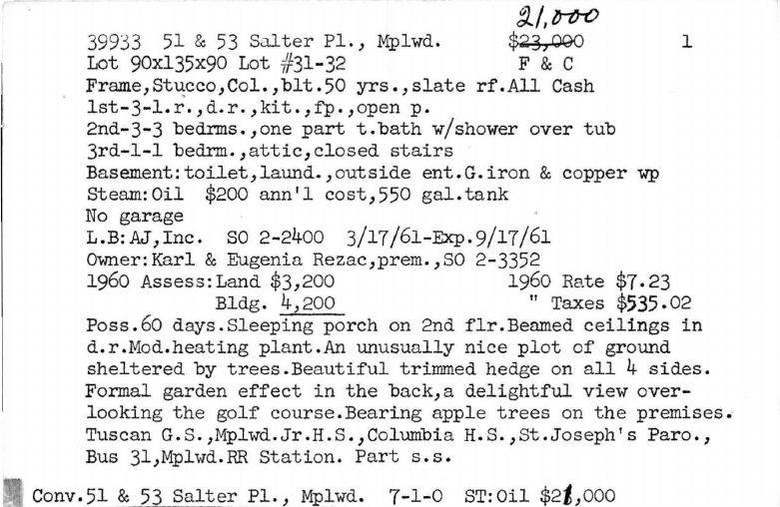 21,000
39933 51 & 53 Salter Pl., Mplwd. $23,000 1
Lot 90x135x90 Lot #31-32 F & C
Frame,Stucco,Col.,blt.50 yrs.,slate rf.All Cash
1st-3-l.r.,d.r.,kit.,fp.,open p.
2nd-3-3 bedrms.,one part t.bath w/shower over tub
3rd-1-1 bedrm.,attic,closed stairs
Basement:toilet,laund.,outside ent.G.iron & copper wp
Steam:Oil $200 ann'l cost,550 gal.tank
No garage
L.B:AJ,Inc. SO 2-2400 3/17/61-Exp.9/17/61
Owner:Karl & Eugenia Rezac,prem.,SO 2-3352
1960 Assess:Land $3,200 1960 Rate $7.23
Bldg. 4,200 " Taxes $535.02
Poss.60 days.Sleeping porch on 2nd flr.Beamed ceilings in
d.r.Mod.heating plant.An unusually nice plot of ground
sheltered by trees.Beautiful trimmed hedge on all 4 sides.
Formal garden effect in the back,a delightful view over-
looking the golf course.Bearing apple trees on the premises.
Tuscan G.S.,Mplwd.Jr.H.S.,Columbia H.S.,St.Joseph's Paro.,
Bus 31,Mplwd.RR Station. Part s.s.
Conv.51 & 53 Salter Pl., Mplwd. 7-1-0 ST:Oil $21,000